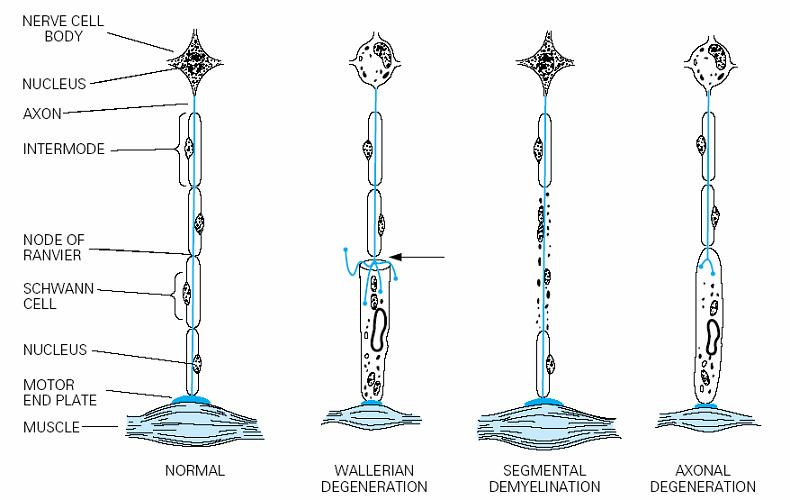 NERVE CELL
BODY
NUCLEUS
AXON
INTERMODE
NODE OF
RANVIER
SCHWANN
CELL
NUCLEUS
MOTOR
END PLATE
MUSCLE
NORMAL
WALLERIAN
DEGENERATION
SEGMENTAL
DEMYELINATION
AXONAL
DEGENERATION